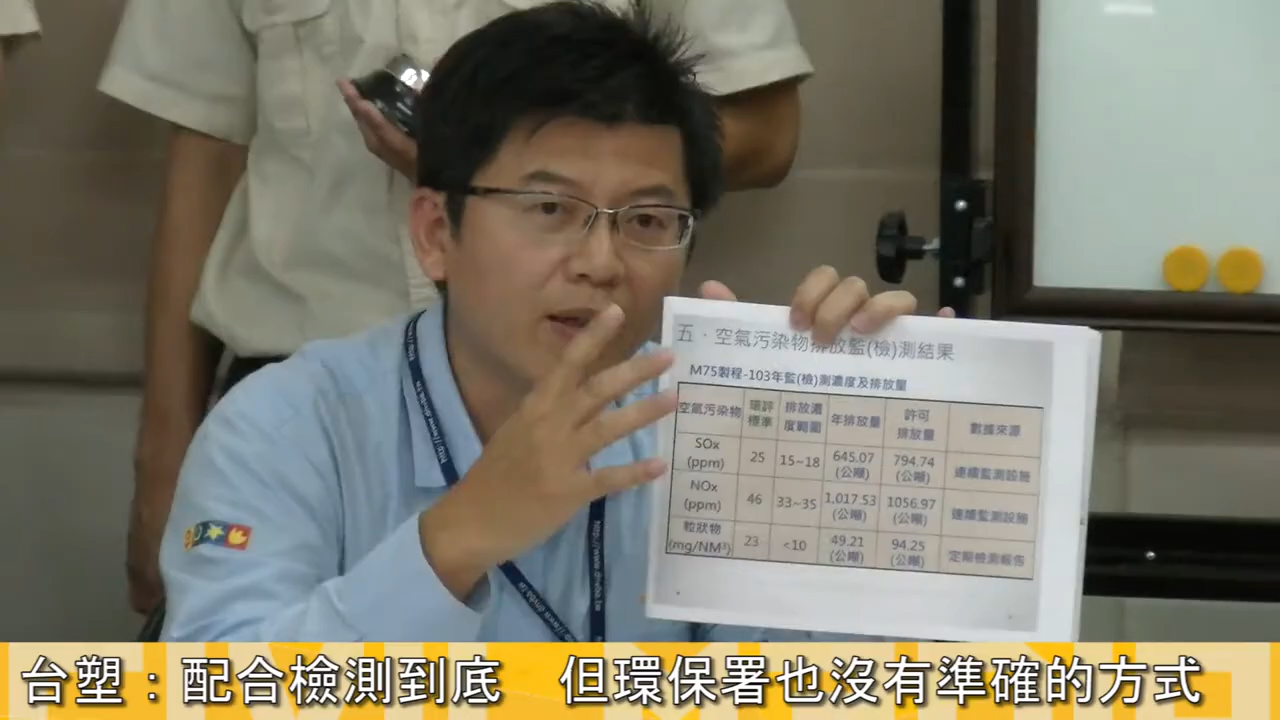 五．空氣污染物排放監(檢)測結果
M75製程-103年監(檢)測濃度及排放量
空氣污染物 環評標準 排放濃度範圍 年排放量 許可排放量 數據來源
SOx (ppm) 25 15~18 645.07 (公噸) 794.74 (公噸) 連續監測設施
NOx (ppm) 46 33~35 1,017.53 (公噸) 1056.97 (公噸) 連續監測設施
粒狀物 (mg/NM³) 23 <10 49.21 (公噸) 94.25 (公噸) 定期檢測報告
台塑：配合檢測到底 但環保署也沒有準確的方式